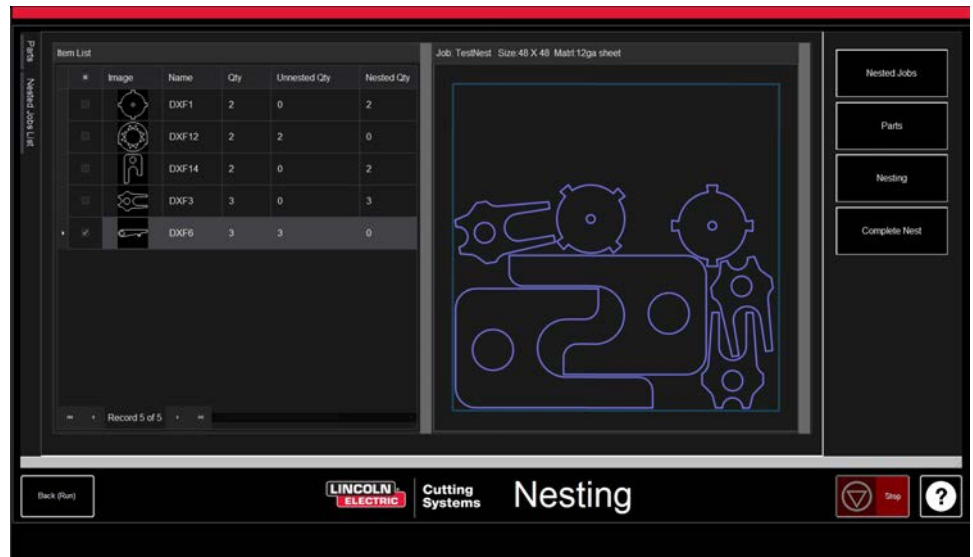 Parts
Nested Jobs List
Item List
Image Name Qty Unnested Qty Nested Qty
DXF1 2 0 2
DXF12 2 2 0
DXF14 2 0 2
DXF3 3 0 3
DXF6 3 3 0
Record 5 of 5
Job: TestNest Size:48 X 48 Matrl:12ga sheet
Nested Jobs
Parts
Nesting
Complete Nest
Back (Run)
LINCOLN
ELECTRIC
Cutting
Systems
Nesting
Stop
?